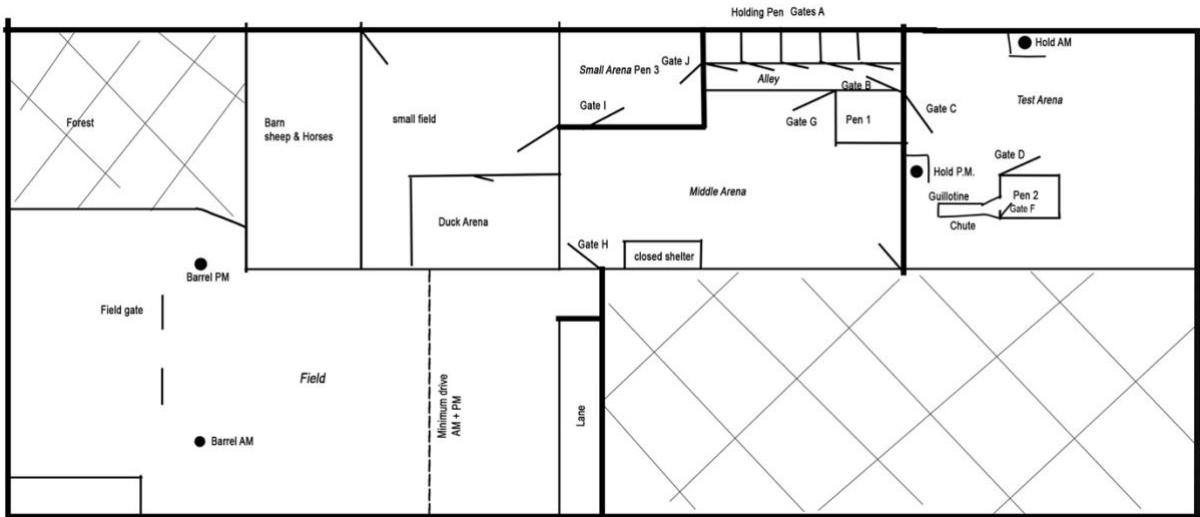 Holding Pen Gates A
Hold AM
Small Arena Pen 3
Gate J
Alley
Gate B
Test Arena
Gate I
Gate C
Forest
Barn
sheep & Horses
small field
Gate G
Pen 1
Gate D
Hold P.M.
Middle Arena
Guillotine
Pen 2
Gate F
Duck Arena
Chute
Gate H
closed shelter
Barrel PM
Field gate
Field
Minimum drive
AM + PM
Lane
Barrel AM